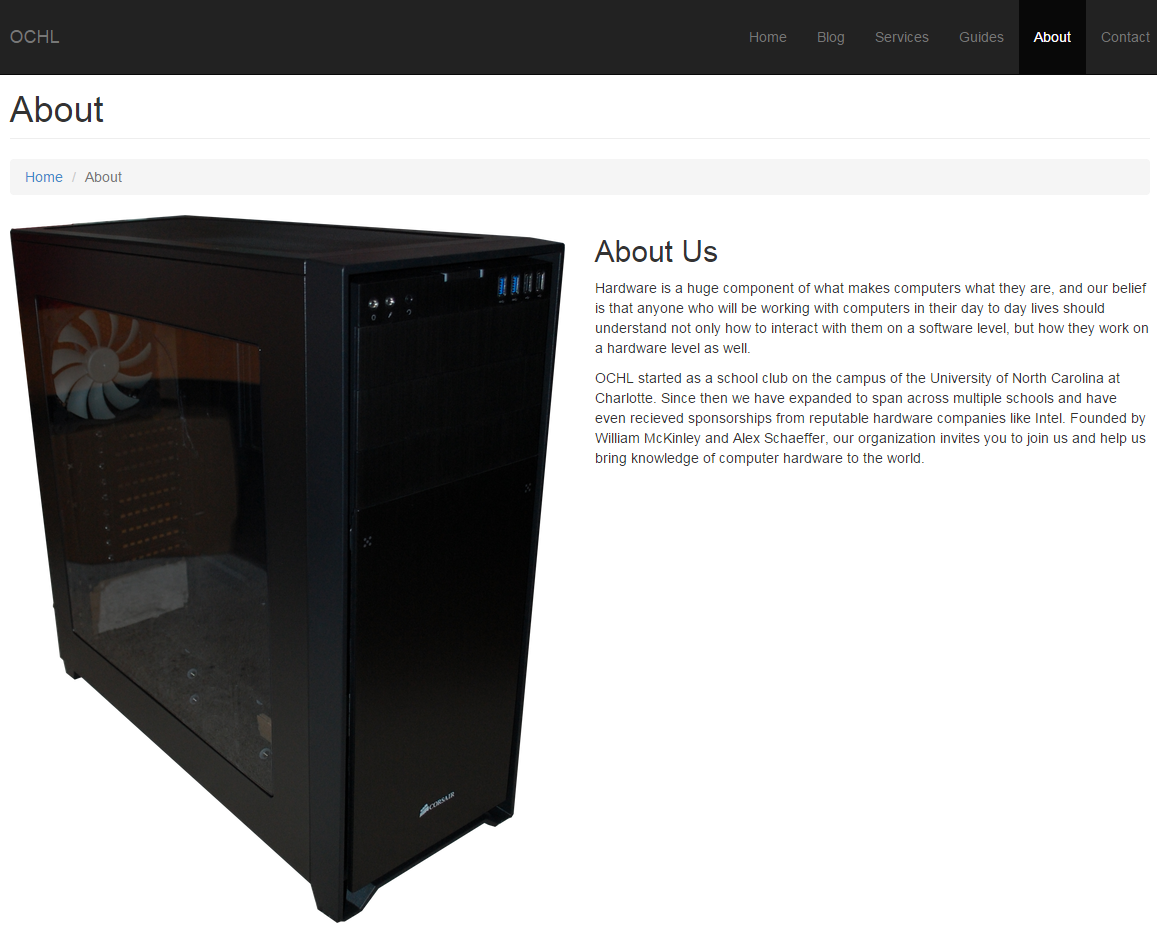 OCHL
Home Blog Services Guides About Contact
About
Home / About
About Us
Hardware is a huge component of what makes computers what they are, and our belief
is that anyone who will be working with computers in their day to day lives should
understand not only how to interact with them on a software level, but how they work on
a hardware level as well.
OCHL started as a school club on the campus of the University of North Carolina at
Charlotte. Since then we have expanded to span across multiple schools and have
even recieved sponsorships from reputable hardware companies like Intel. Founded by
William McKinley and Alex Schaeffer, our organization invites you to join us and help us
bring knowledge of computer hardware to the world.
CORSAIR